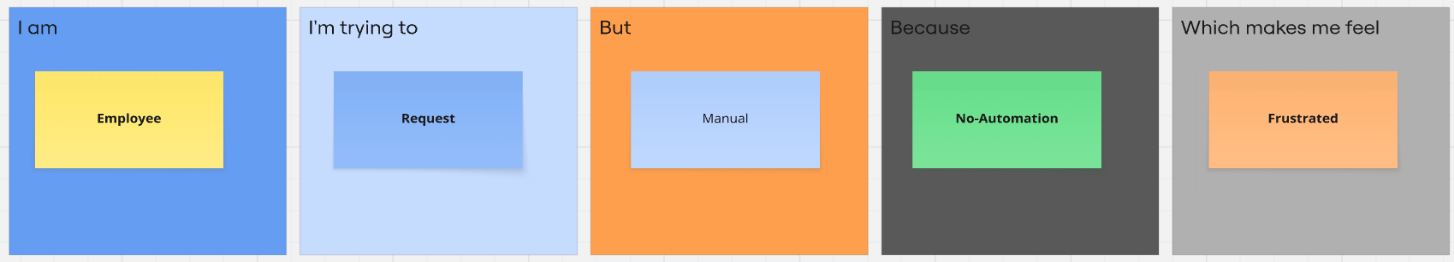 I am
Employee
I'm trying to
Request
But
Manual
Because
No-Automation
Which makes me feel
Frustrated